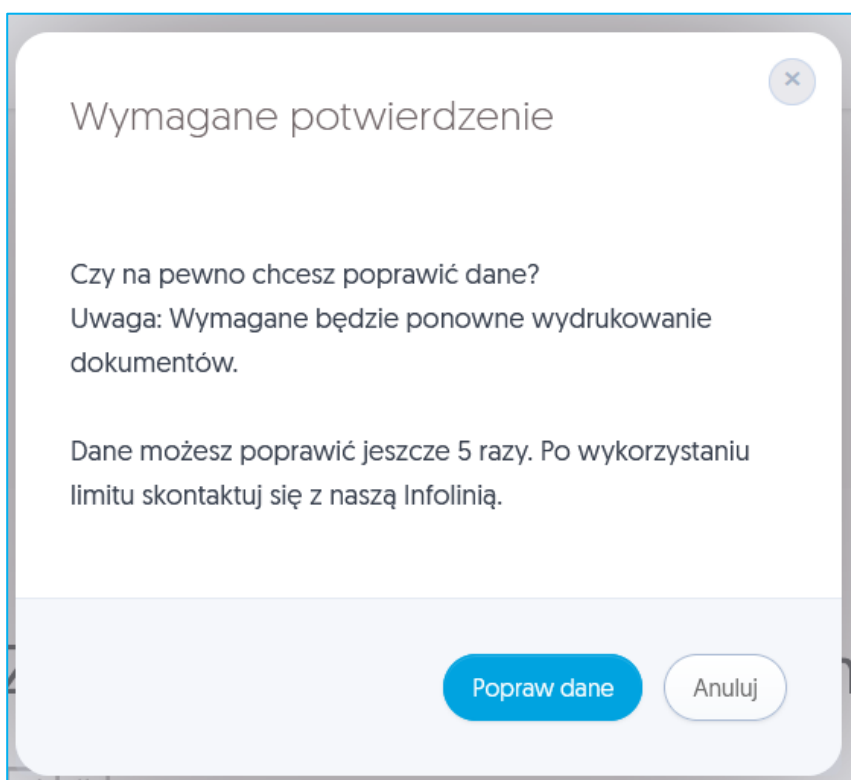 Wymagane potwierdzenie
Czy na pewno chcesz poprawić dane?
Uwaga: Wymagane będzie ponowne wydrukowanie
dokumentów.
Dane możesz poprawić jeszcze 5 razy. Po wykorzystaniu
limitu skontaktuj się z naszą Infolinią.
Popraw dane
Anuluj